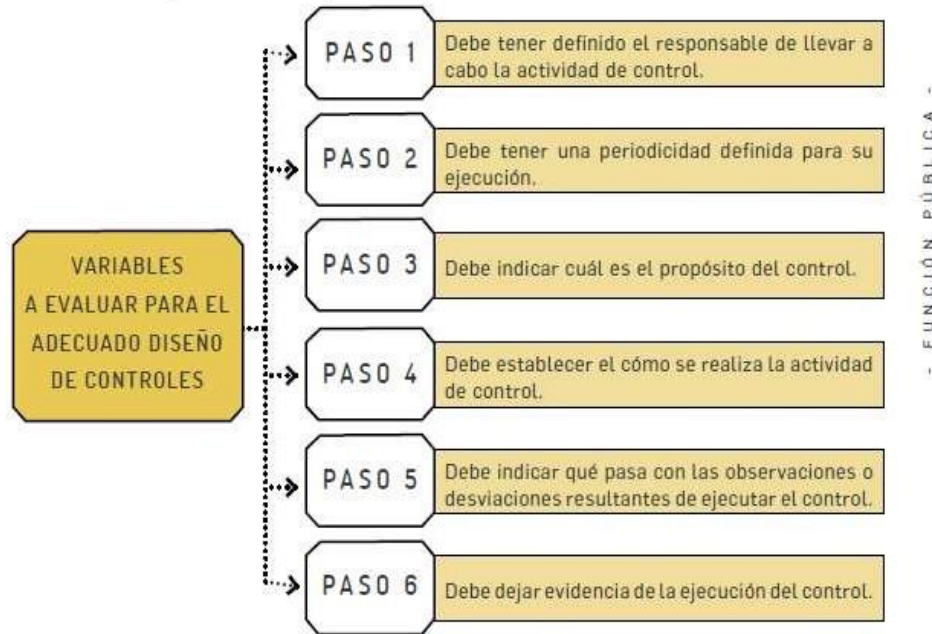 VARIABLES
A EVALUAR PARA EL
ADECUADO DISEÑO
DE CONTROLES
PASO 1
Debe tener definido el responsable de llevar a
cabo la actividad de control.
PASO 2
Debe tener una periodicidad definida para su
ejecución.
PASO 3
Debe indicar cuál es el propósito del control.
PASO 4
Debe establecer el cómo se realiza la actividad
de control.
PASO 5
Debe indicar qué pasa con las observaciones o
desviaciones resultantes de ejecutar el control.
PASO 6
Debe dejar evidencia de la ejecución del control.
- FUNCIÓN PÚBLICA -